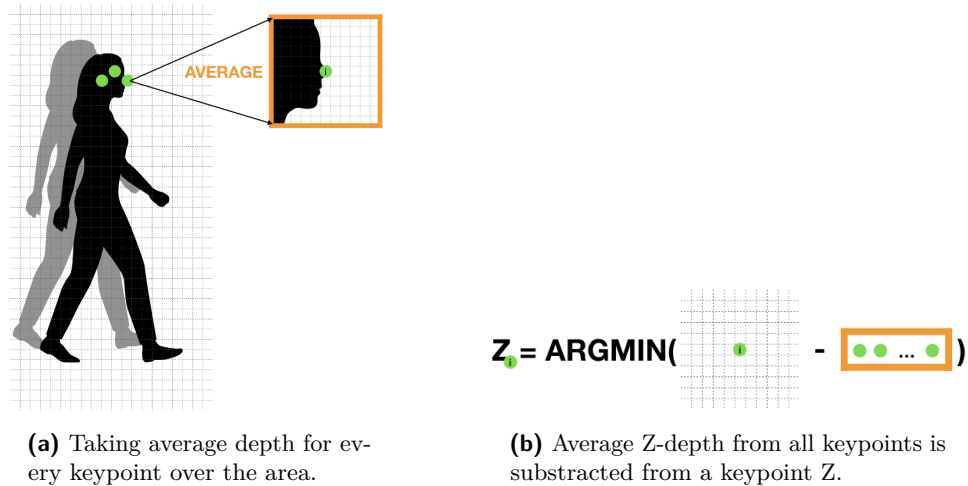 AVERAGE
i
Z i = ARGMIN( i - ... )
(a) Taking average depth for ev-
ery keypoint over the area.
(b) Average Z-depth from all keypoints is
substracted from a keypoint Z.